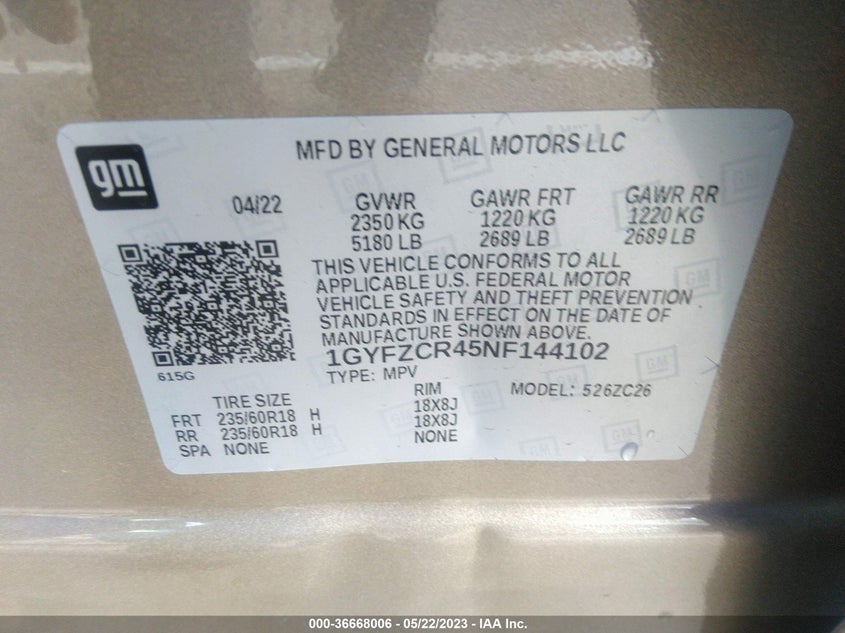 gm
MFD BY GENERAL MOTORS LLC
04/22
GVWR GAWR FRT GAWR RR
2350 KG 1220 KG 1220 KG
5180 LB 2689 LB 2689 LB
THIS VEHICLE CONFORMS TO ALL
APPLICABLE U.S. FEDERAL MOTOR
VEHICLE SAFETY AND THEFT PREVENTION
STANDARDS IN EFFECT ON THE DATE OF
MANUFACTURE SHOWN ABOVE.
1GYFZCR45NF144102
615G
TYPE: MPV
MODEL: 526ZC26
TIRE SIZE RIM
FRT 235/60R18 H 18X8J
RR 235/60R18 H 18X8J
SPA NONE NONE
000-36668006 - 05/22/2023 - IAA Inc.